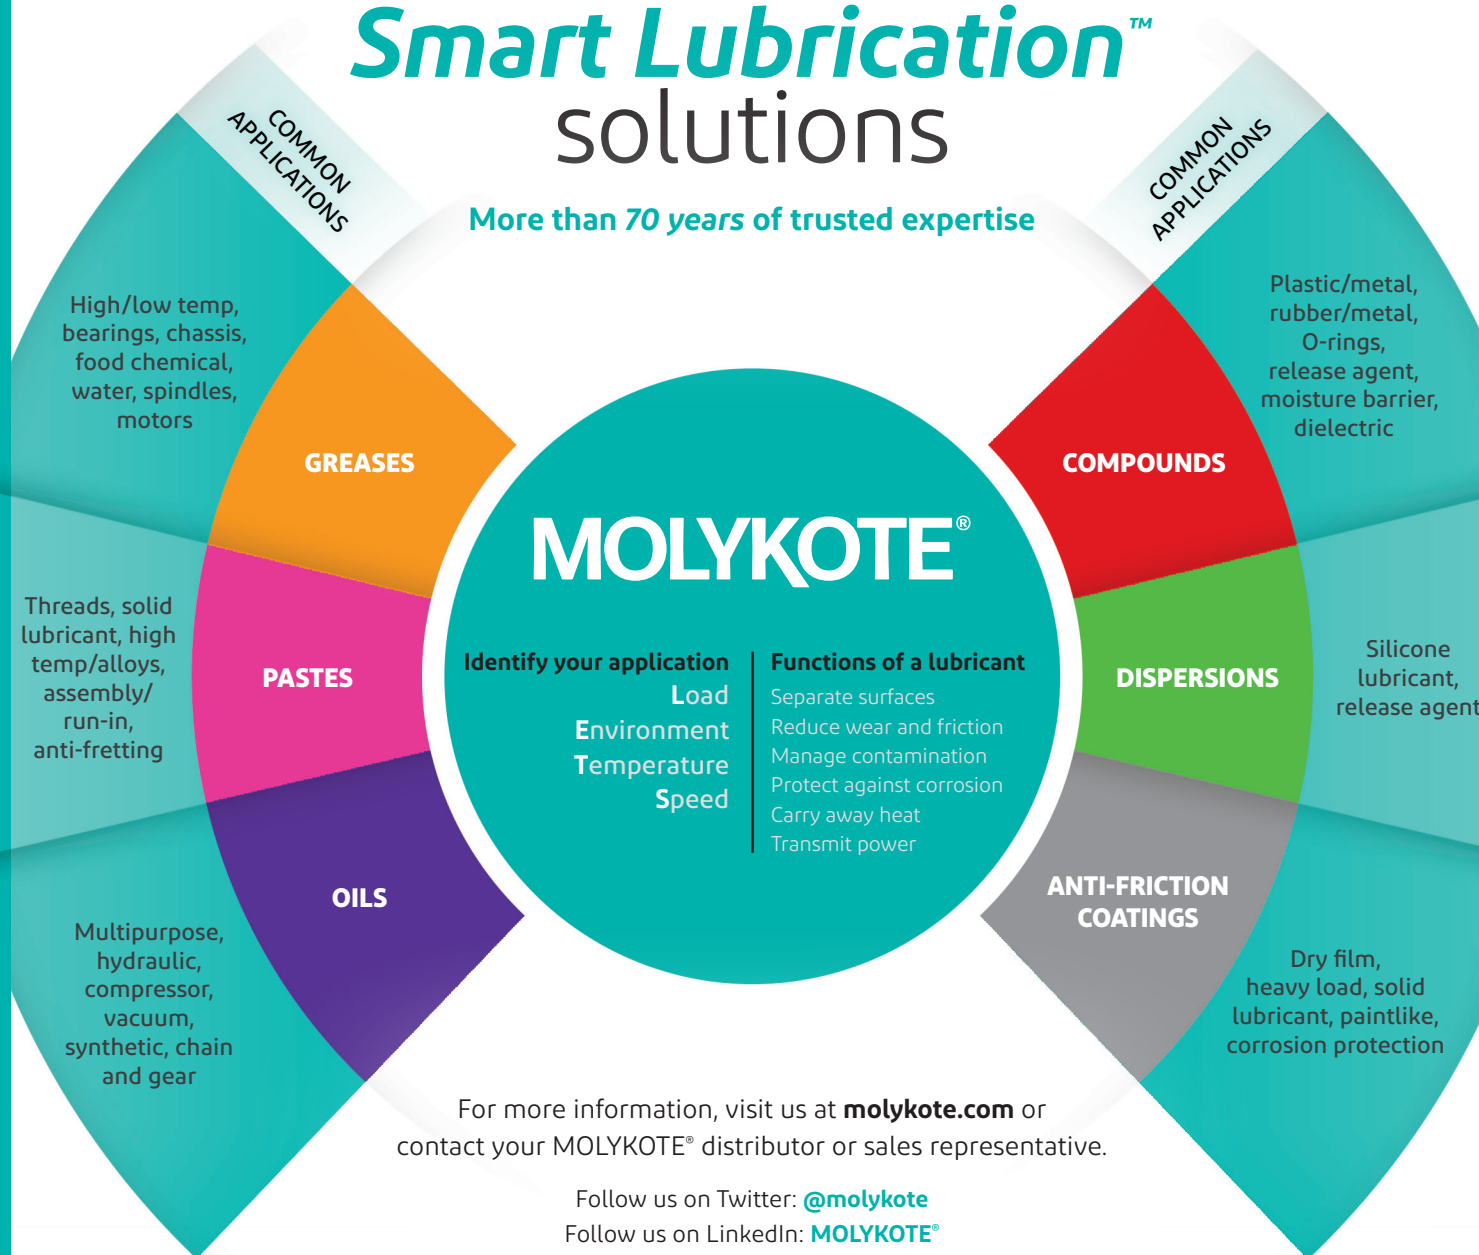 Smart Lubrication™
solutions
More than 70 years of trusted expertise
COMMON
APPLICATIONS
High/low temp,
bearings, chassis,
food chemical,
water, spindles,
motors
GREASES
Threads, solid
lubricant, high
temp/alloys,
assembly/
run-in,
anti-fretting
PASTES
Multipurpose,
hydraulic,
compressor,
vacuum,
synthetic, chain
and gear
OILS
MOLYKOTE®
Identify your application
Load
Environment
Temperature
Speed
Functions of a lubricant
Separate surfaces
Reduce wear and friction
Manage contamination
Protect against corrosion
Carry away heat
Transmit power
COMMON
APPLICATIONS
Plastic/metal,
rubber/metal,
O-rings,
release agent,
moisture barrier,
dielectric
COMPOUNDS
Silicone
lubricant,
release agent
DISPERSIONS
Dry film,
heavy load, solid
lubricant, paintlike,
corrosion protection
ANTI-FRICTION
COATINGS
For more information, visit us at molykote.com or
contact your MOLYKOTE® distributor or sales representative.
Follow us on Twitter: @molykote
Follow us on LinkedIn: MOLYKOTE®